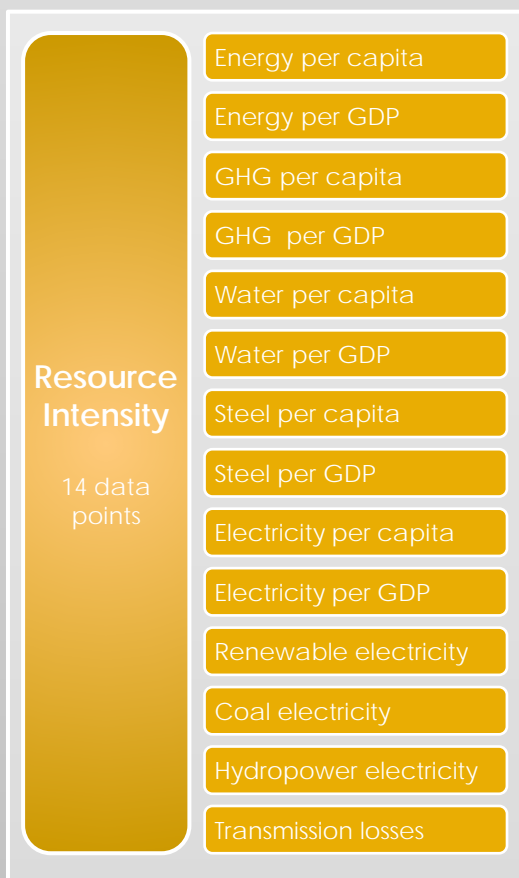 Resource
Intensity
14 data
points
Energy per capita
Energy per GDP
GHG per capita
GHG per GDP
Water per capita
Water per GDP
Steel per capita
Steel per GDP
Electricity per capita
Electricity per GDP
Renewable electricity
Coal electricity
Hydropower electricity
Transmission losses